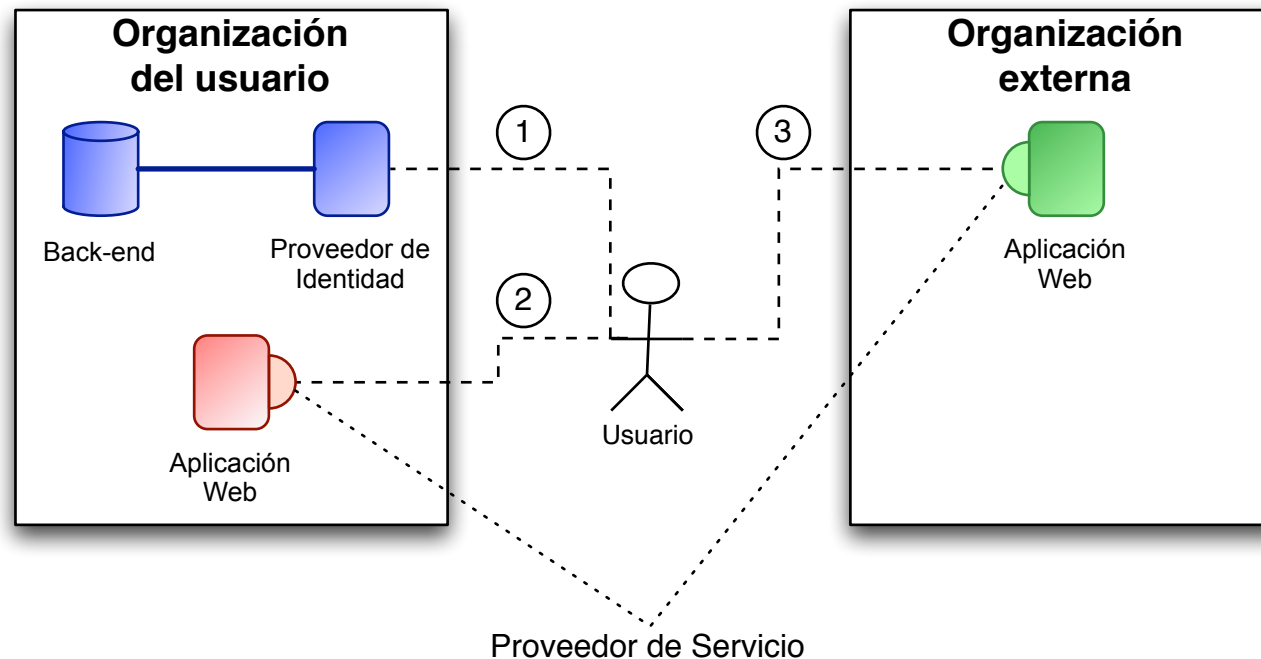 Organización
del usuario
Organización
externa
1
3
Back-end
Proveedor de
Identidad
Aplicación
Web
2
Usuario
Aplicación
Web
Proveedor de Servicio